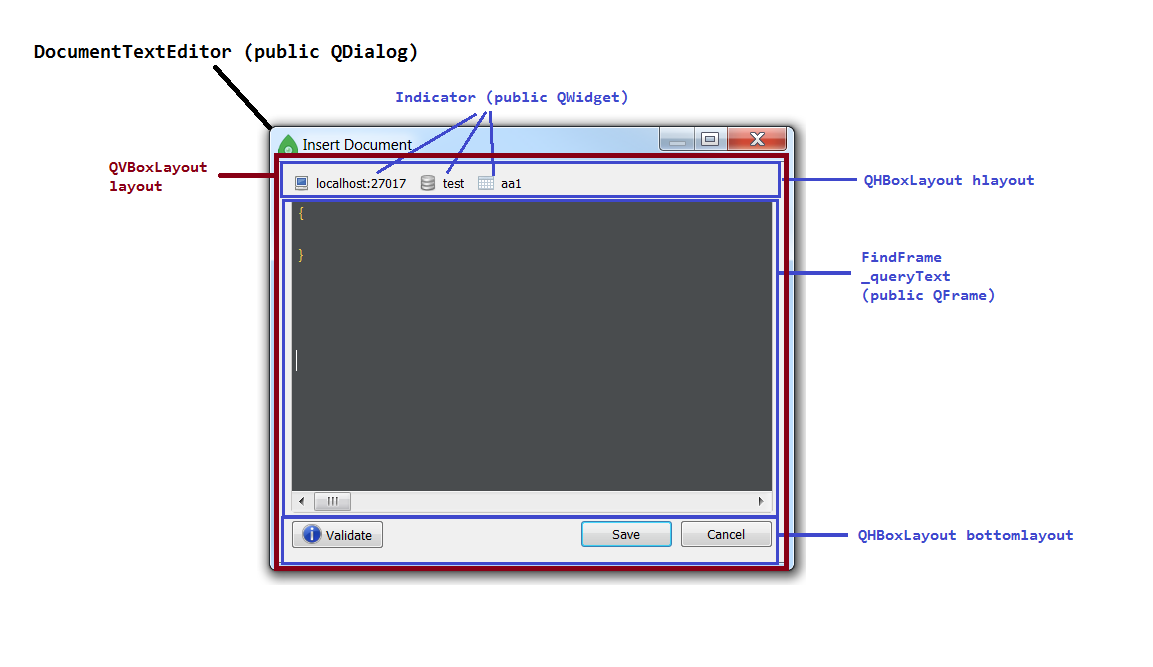 DocumentTextEditor (public QDialog)
Indicator (public QWidget)
Insert Document
QVBoxLayout
layout
localhost:27017 test aa1
QHBoxLayout hlayout
{
}
FindFrame
_queryText
(public QFrame)
Validate Save Cancel
QHBoxLayout bottomlayout